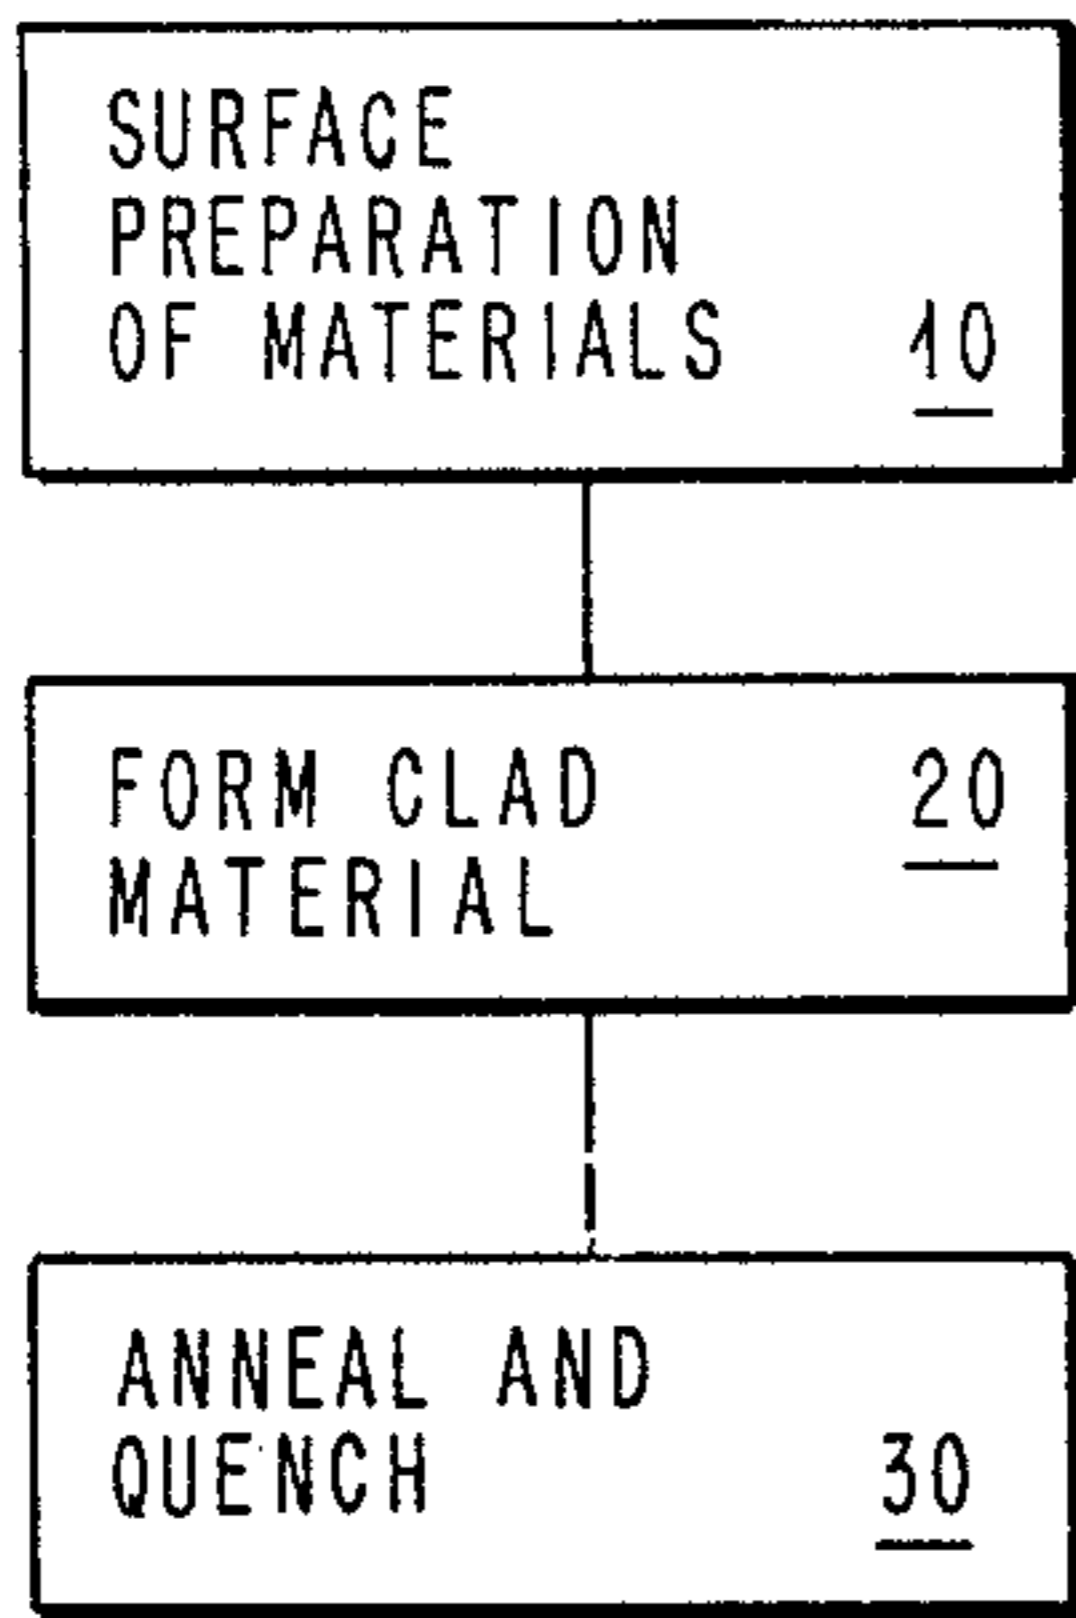 SURFACE
PREPARATION
OF MATERIALS 10
FORM CLAD 20
MATERIAL
ANNEAL AND
QUENCH 30